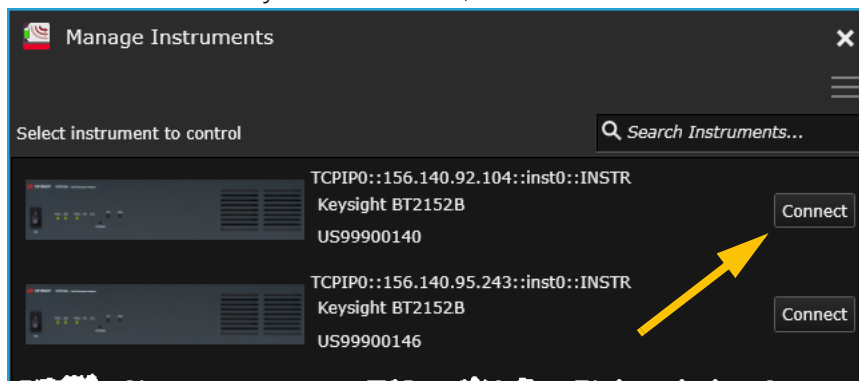 Manage Instruments
Select instrument to control
Search Instruments...
TCPIP0::156.140.92.104::inst0::INSTR
Keysight BT2152B
Connect
US99900140
TCPIP0::156.140.95.243::inst0::INSTR
Keysight BT2152B
Connect
US99900146